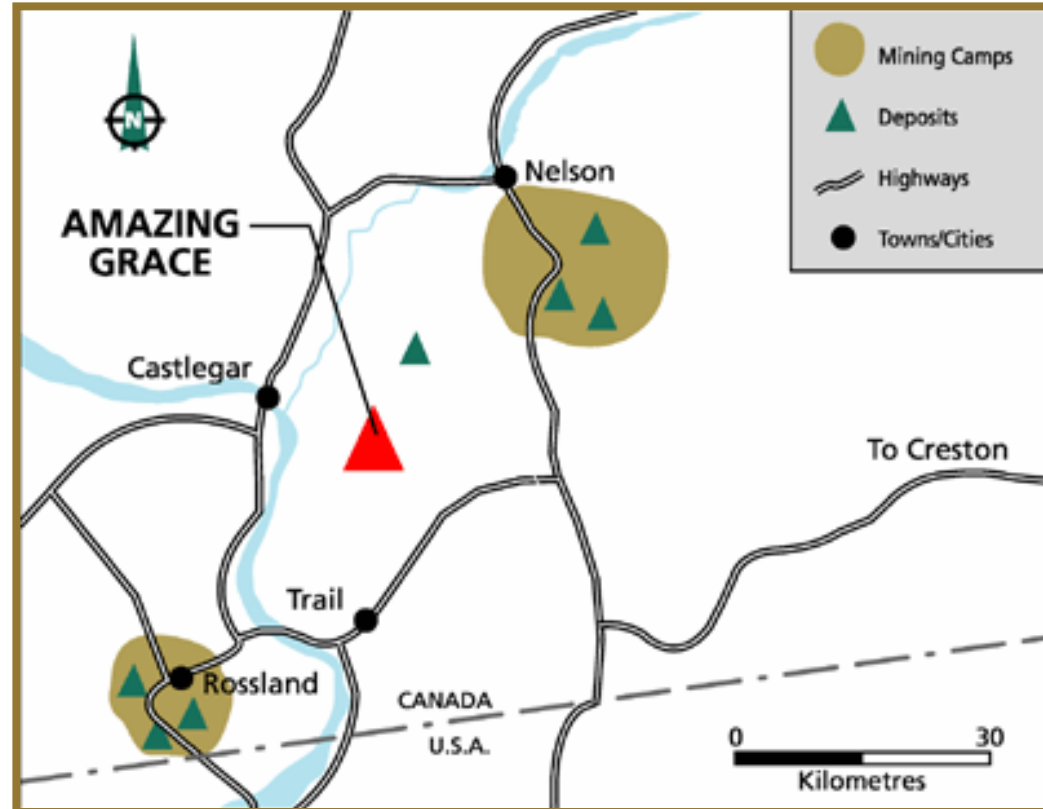 N
Mining Camps
Deposits
Highways
Towns/Cities
Nelson
AMAZING
GRACE
Castlegar
To Creston
Trail
Rossland
CANADA
U.S.A.
0 30
Kilometres